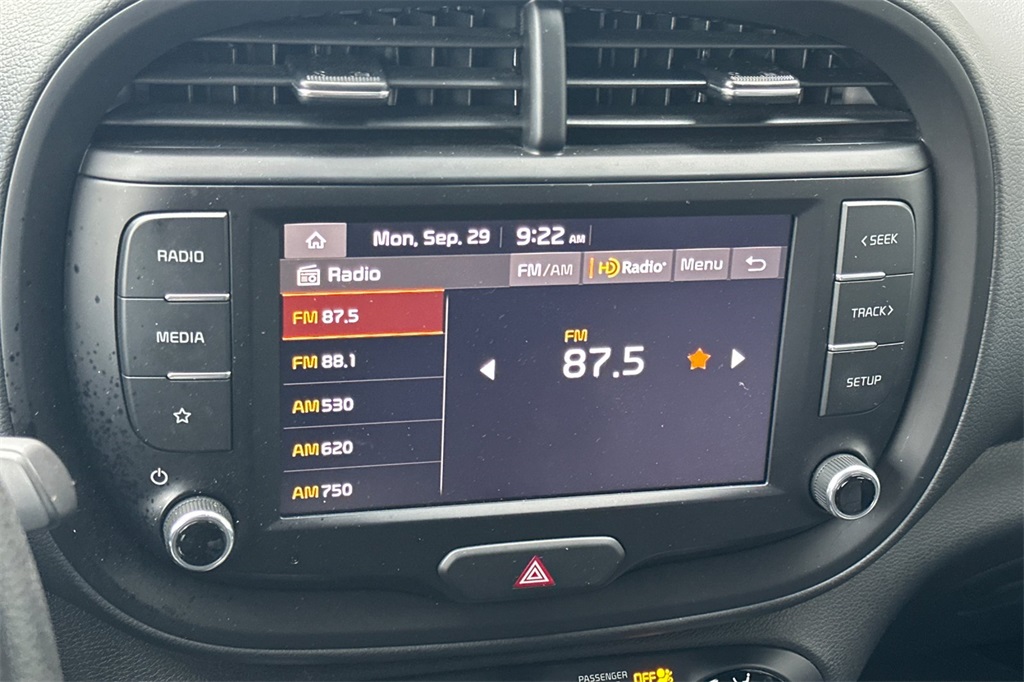 Mon, Sep. 29 9:22 AM
Radio FM/AM HD Radio Menu
FM 87.5
FM 88.1
AM 530
AM 620
AM 750
FM
87.5
RADIO
MEDIA
< SEEK
TRACK >
SETUP
PASSENGER OFF